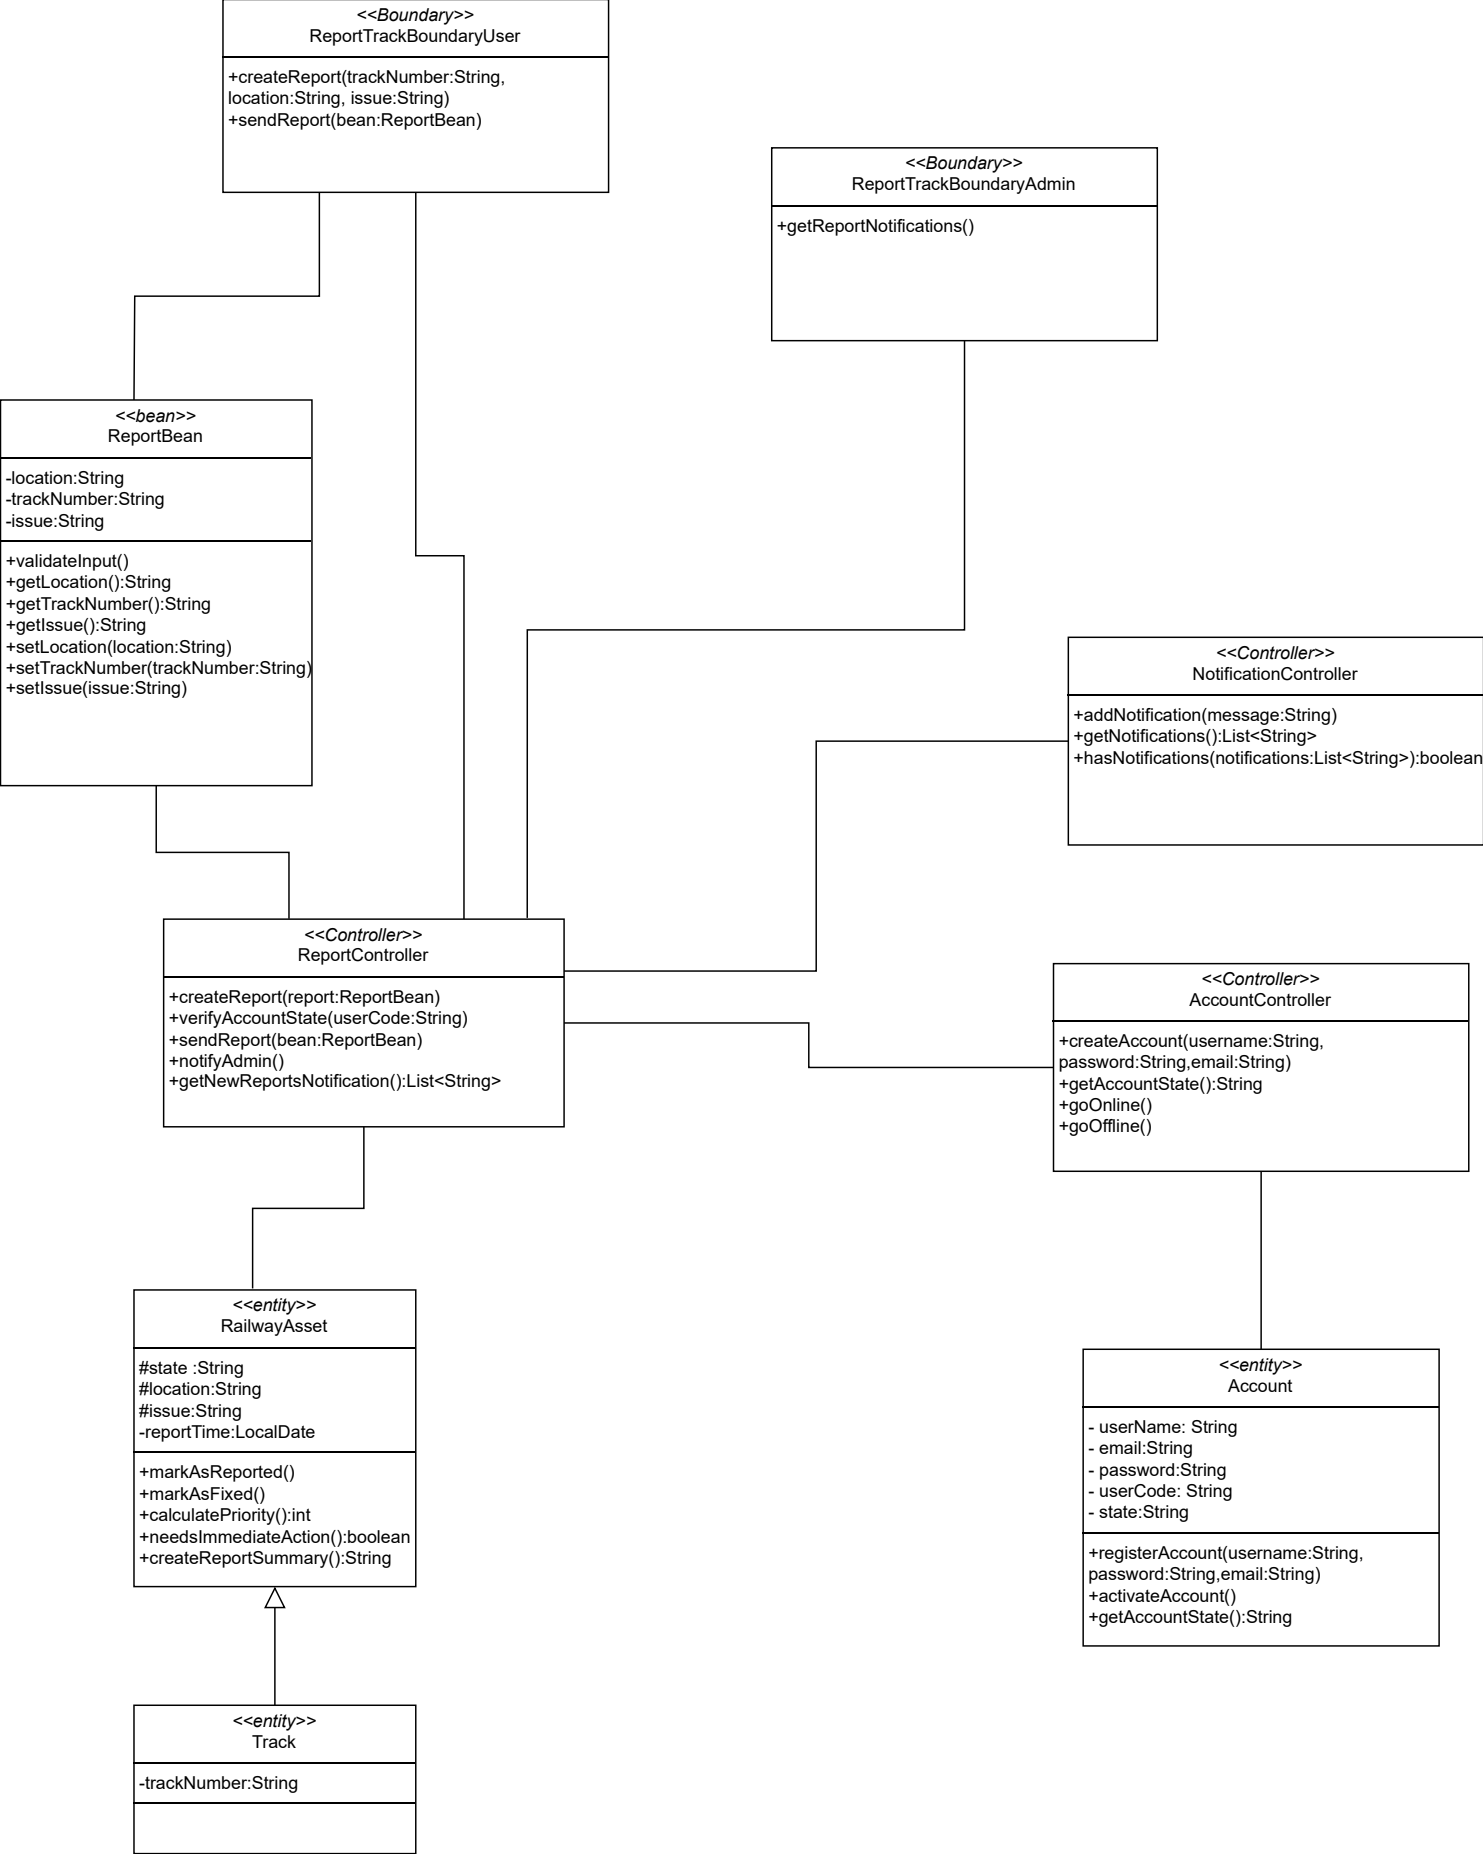 <<Boundary>>
ReportTrackBoundaryUser
+createReport(trackNumber:String,
location:String, issue:String)
+sendReport(bean:ReportBean)
<<Boundary>>
ReportTrackBoundaryAdmin
+getReportNotifications()
<<bean>>
ReportBean
-location:String
-trackNumber:String
-issue:String
+validateInput()
+getLocation():String
+getTrackNumber():String
+getIssue():String
+setLocation(location:String)
+setTrackNumber(trackNumber:String)
+setIssue(issue:String)
<<Controller>>
NotificationController
+addNotification(message:String)
+getNotifications():List<String>
+hasNotifications(notifications:List<String>):boolean
<<Controller>>
ReportController
+createReport(report:ReportBean)
+verifyAccountState(userCode:String)
+sendReport(bean:ReportBean)
+notifyAdmin()
+getNewReportsNotification():List<String>
<<Controller>>
AccountController
+createAccount(username:String,
password:String,email:String)
+getAccountState():String
+goOnline()
+goOffline()
<<entity>>
RailwayAsset
#state :String
#location:String
#issue:String
-reportTime:LocalDate
+markAsReported()
+markAsFixed()
+calculatePriority():int
+needsImmediateAction():boolean
+createReportSummary():String
<<entity>>
Account
- userName: String
- email:String
- password:String
- userCode: String
- state:String
+registerAccount(username:String,
password:String,email:String)
+activateAccount()
+getAccountState():String
<<entity>>
Track
-trackNumber:String